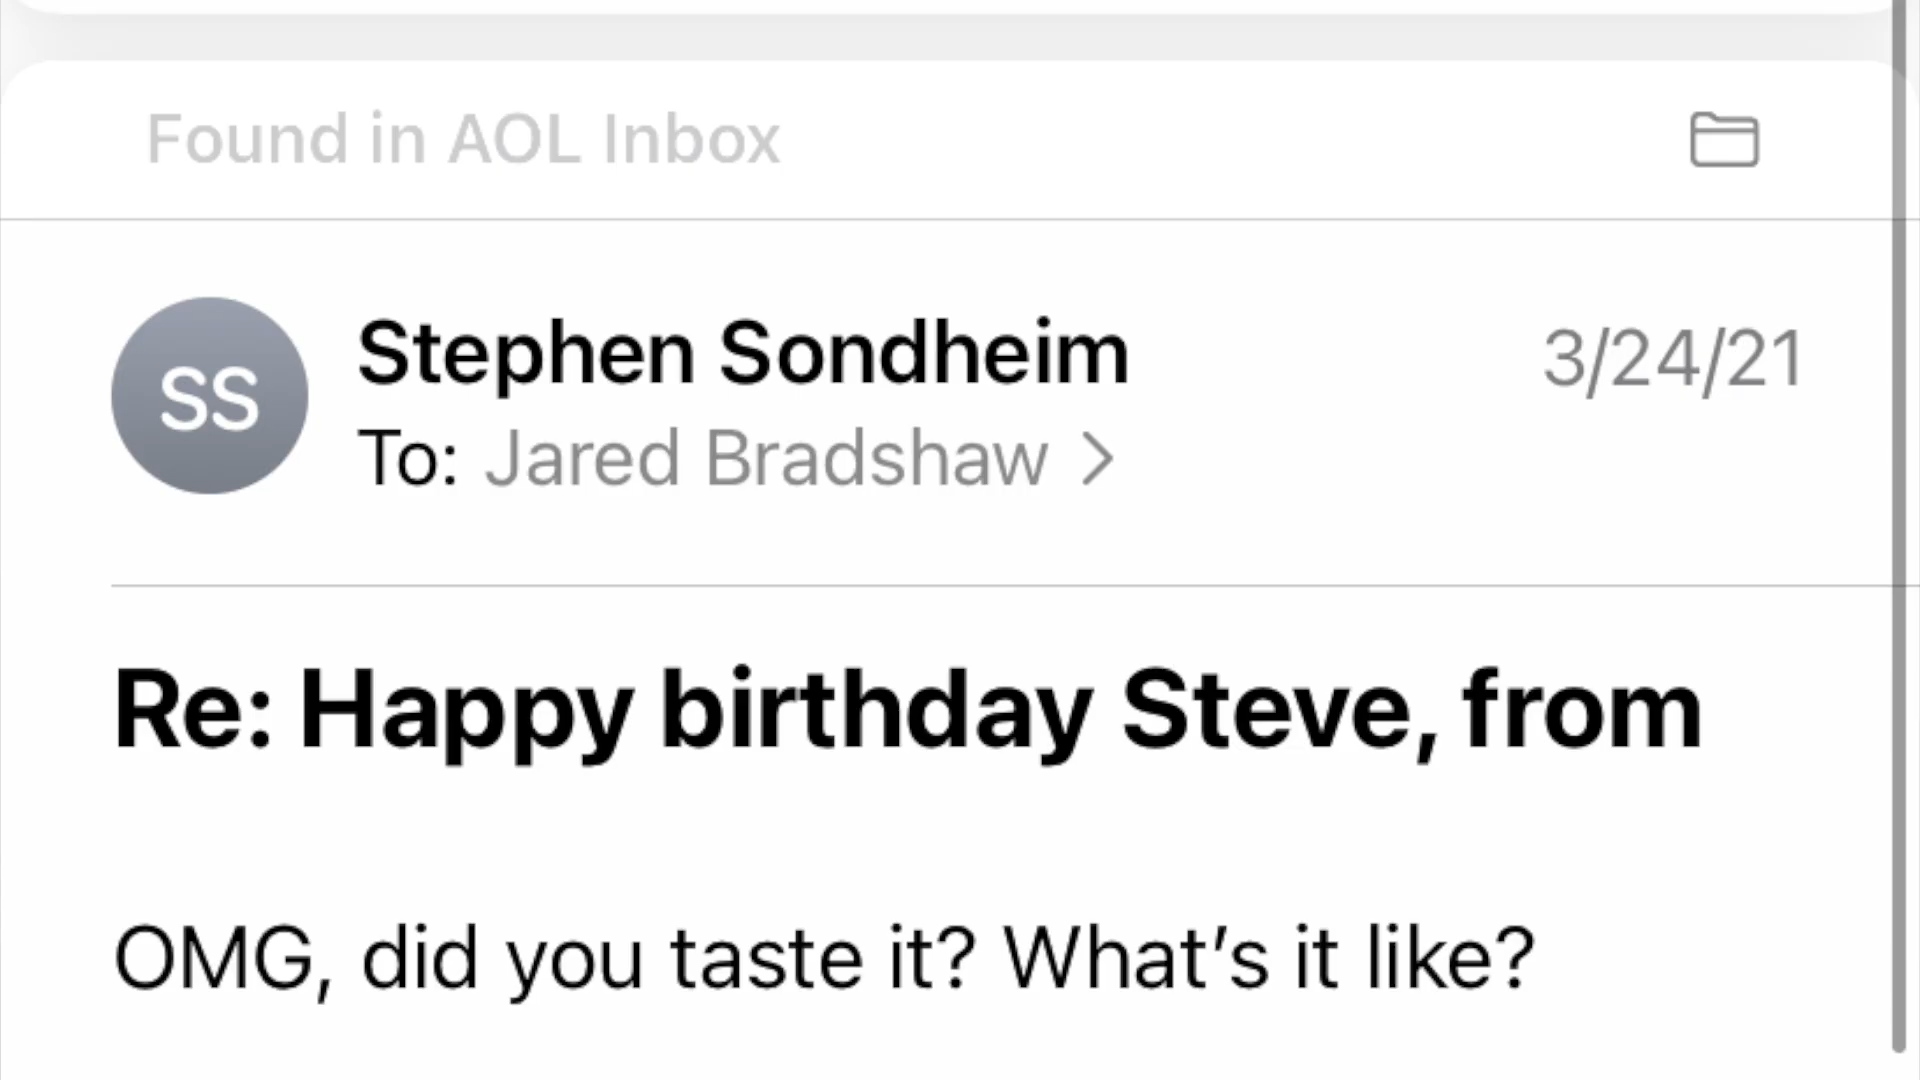 Found in AOL Inbox
SS
Stephen Sondheim
3/24/21
To: Jared Bradshaw
Re: Happy birthday Steve, from
OMG, did you taste it? What’s it like?